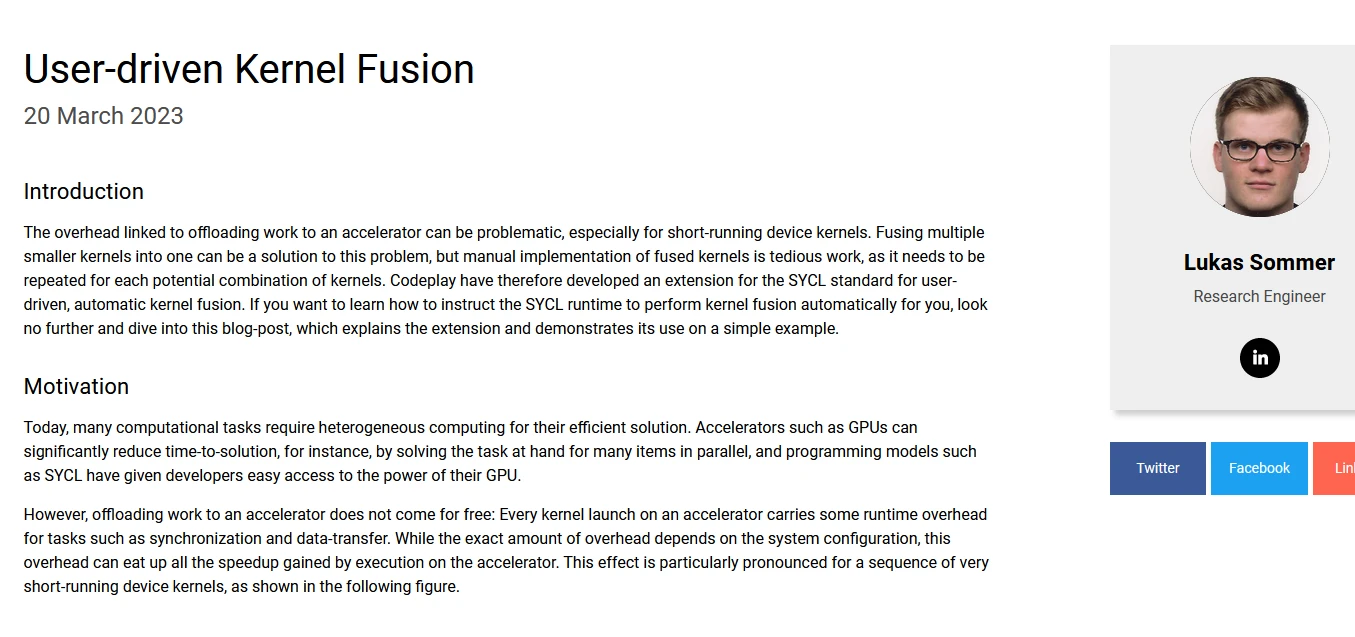 User-driven Kernel Fusion
20 March 2023
Introduction
The overhead linked to offloading work to an accelerator can be problematic, especially for short-running device kernels. Fusing multiple
smaller kernels into one can be a solution to this problem, but manual implementation of fused kernels is tedious work, as it needs to be
repeated for each potential combination of kernels. Codeplay have therefore developed an extension for the SYCL standard for user-
driven, automatic kernel fusion. If you want to learn how to instruct the SYCL runtime to perform kernel fusion automatically for you, look
no further and dive into this blog-post, which explains the extension and demonstrates its use on a simple example.
Motivation
Today, many computational tasks require heterogeneous computing for their efficient solution. Accelerators such as GPUs can
significantly reduce time-to-solution, for instance, by solving the task at hand for many items in parallel, and programming models such
as SYCL have given developers easy access to the power of their GPU.
However, offloading work to an accelerator does not come for free: Every kernel launch on an accelerator carries some runtime overhead
for tasks such as synchronization and data-transfer. While the exact amount of overhead depends on the system configuration, this
overhead can eat up all the speedup gained by execution on the accelerator. This effect is particularly pronounced for a sequence of very
short-running device kernels, as shown in the following figure.
Lukas Sommer
Research Engineer
in
Twitter
Facebook